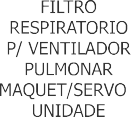 FILTRO
RESPIRATORIO
P/ VENTILADOR
PULMONAR
MAQUET/SERVO
UNIDADE